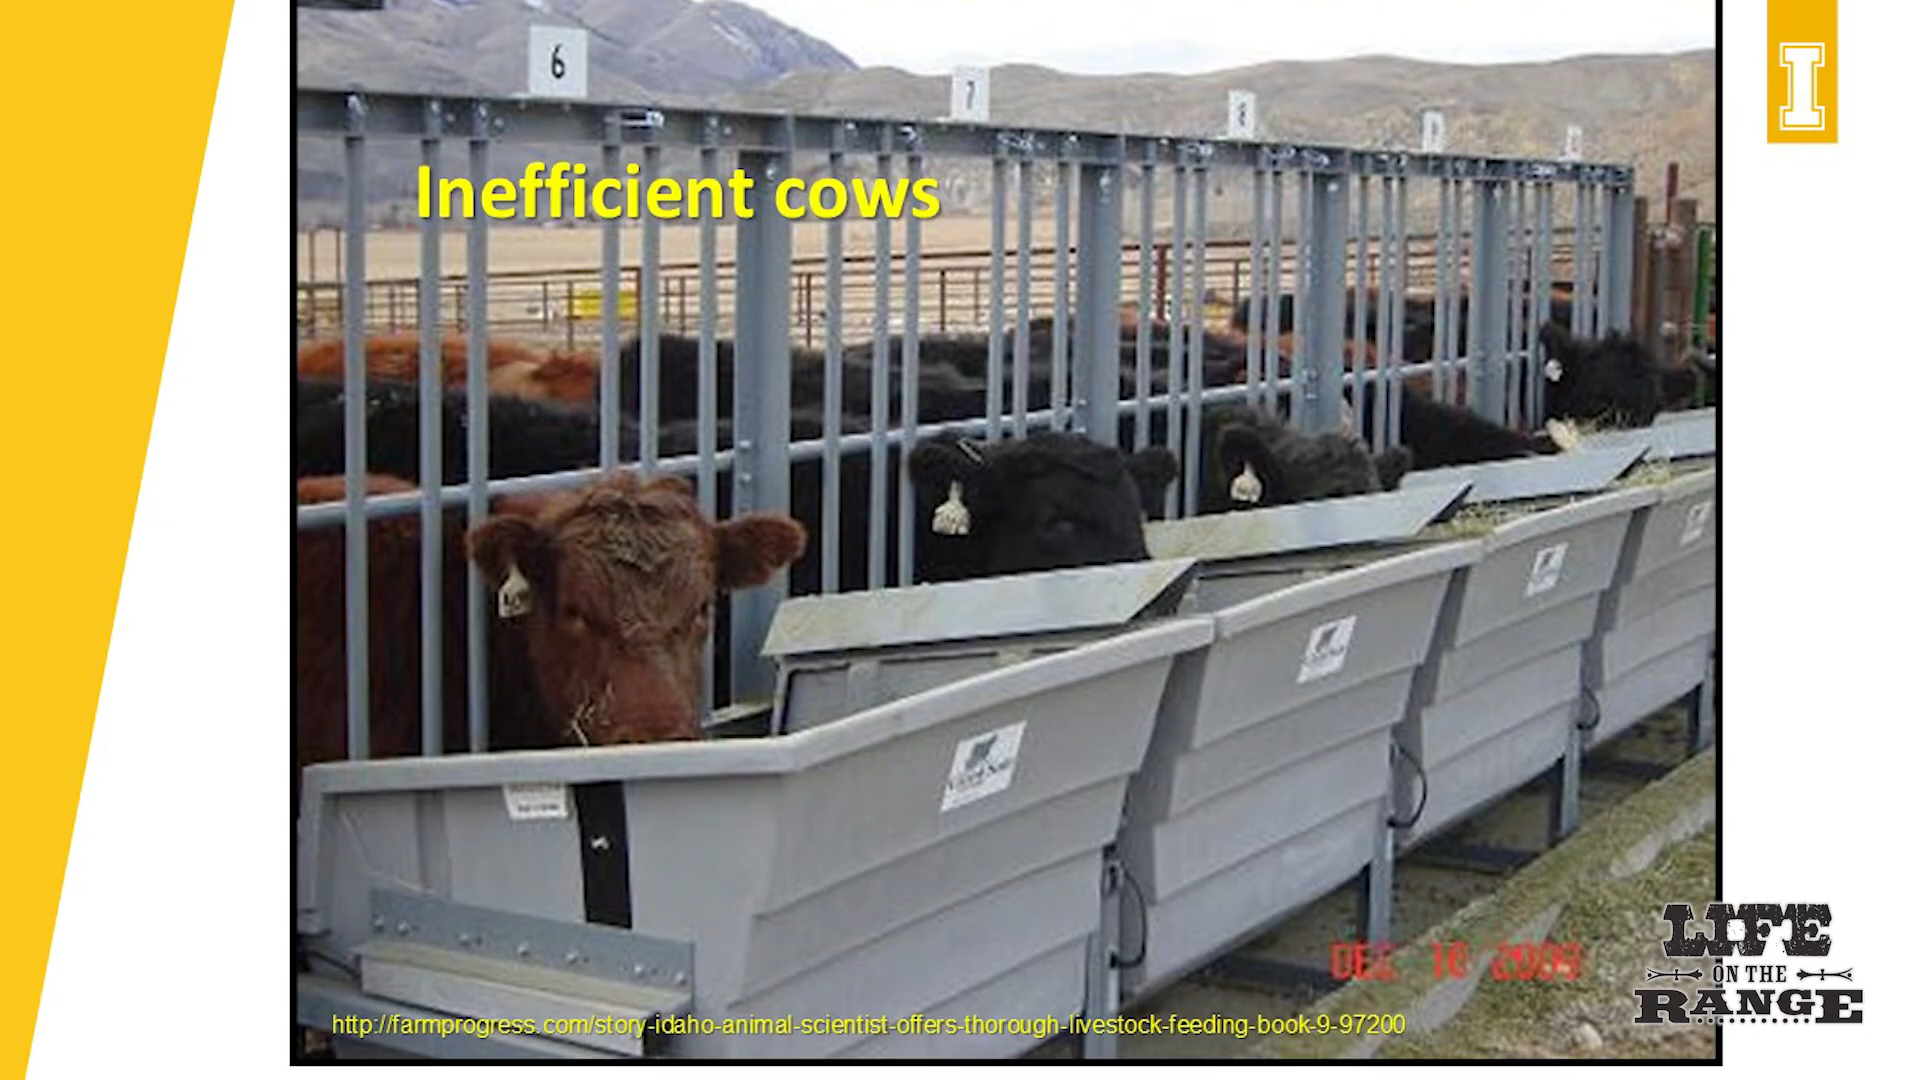 6
7
8
9
I
Inefficient cows
DEC 16 2009
http://farmprogress.com/story-idaho-animal-scientist-offers-thorough-livestock-feeding-book-9-97200
LIFE
ON THE
RANGE